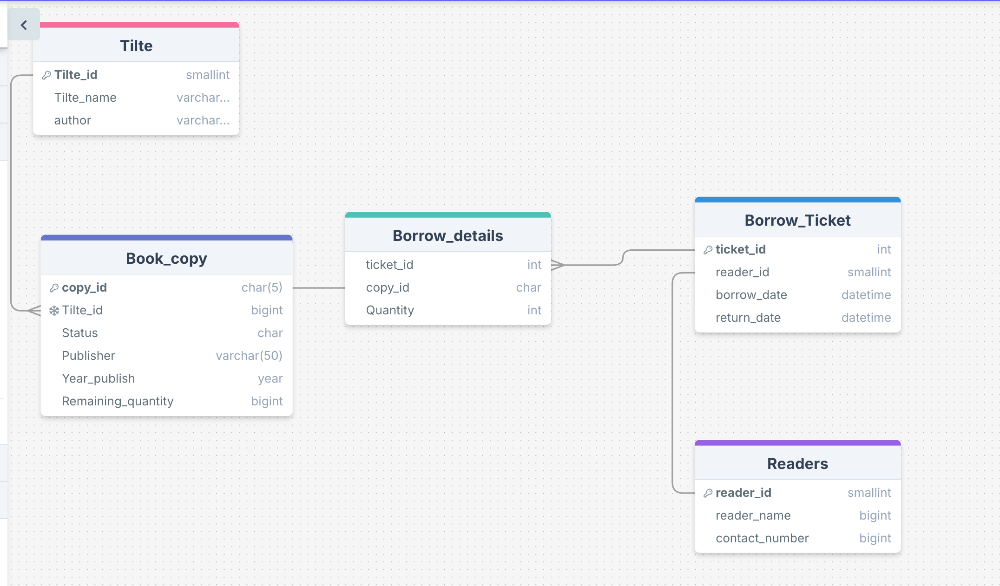 Tilte
Tilte_id smallint
Tilte_name varchar...
author varchar...
Book_copy
copy_id char(5)
Tilte_id bigint
Status char
Publisher varchar(50)
Year_publish year
Remaining_quantity bigint
Borrow_details
ticket_id int
copy_id char
Quantity int
Borrow_Ticket
ticket_id int
reader_id smallint
borrow_date datetime
return_date datetime
Readers
reader_id smallint
reader_name bigint
contact_number bigint